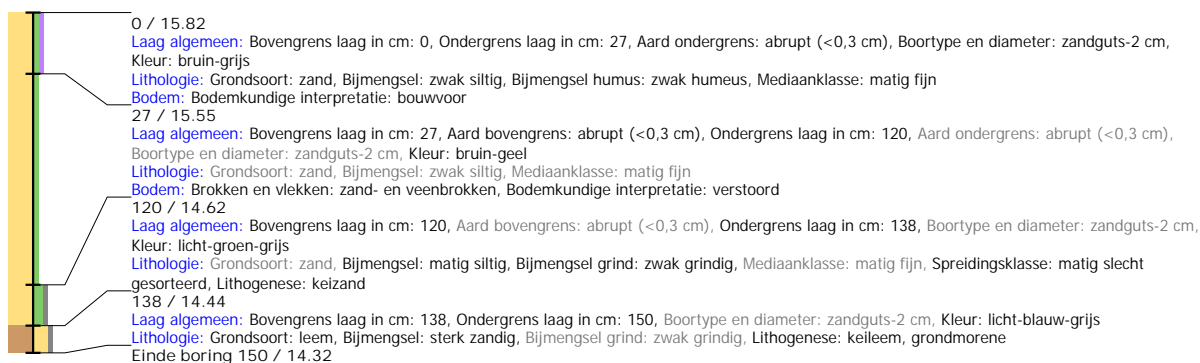 0 / 15.82
Laag algemeen: Bovengrens laag in cm: 0, Ondergrens laag in cm: 27, Aard ondergrens: abrupt (<0,3 cm), Boortype en diameter: zandguts-2 cm,
Kleur: bruin-grijs
Lithologie: Grondsoort: zand, Bijmengsel: zwak siltig, Bijmengsel humus: zwak humeus, Mediaanklasse: matig fijn
Bodem: Bodemkundige interpretatie: bouwvoor
27 / 15.55
Laag algemeen: Bovengrens laag in cm: 27, Aard bovengrens: abrupt (<0,3 cm), Ondergrens laag in cm: 120, Aard ondergrens: abrupt (<0,3 cm),
Boortype en diameter: zandguts-2 cm, Kleur: bruin-geel
Lithologie: Grondsoort: zand, Bijmengsel: zwak siltig, Mediaanklasse: matig fijn
Bodem: Brokken en vlekken: zand- en veenbrokken, Bodemkundige interpretatie: verstoord
120 / 14.62
Laag algemeen: Bovengrens laag in cm: 120, Aard bovengrens: abrupt (<0,3 cm), Ondergrens laag in cm: 138, Boortype en diameter: zandguts-2 cm,
Kleur: licht-groen-grijs
Lithologie: Grondsoort: zand, Bijmengsel: matig siltig, Bijmengsel grind: zwak grindig, Mediaanklasse: matig fijn, Spreidingsklasse: matig slecht
gesorteerd, Lithogenese: keizand
138 / 14.44
Laag algemeen: Bovengrens laag in cm: 138, Ondergrens laag in cm: 150, Boortype en diameter: zandguts-2 cm, Kleur: licht-blauw-grijs
Lithologie: Grondsoort: leem, Bijmengsel: sterk zandig, Bijmengsel grind: zwak grindig, Lithogenese: keileem, grondmorene
Einde boring 150 / 14.32